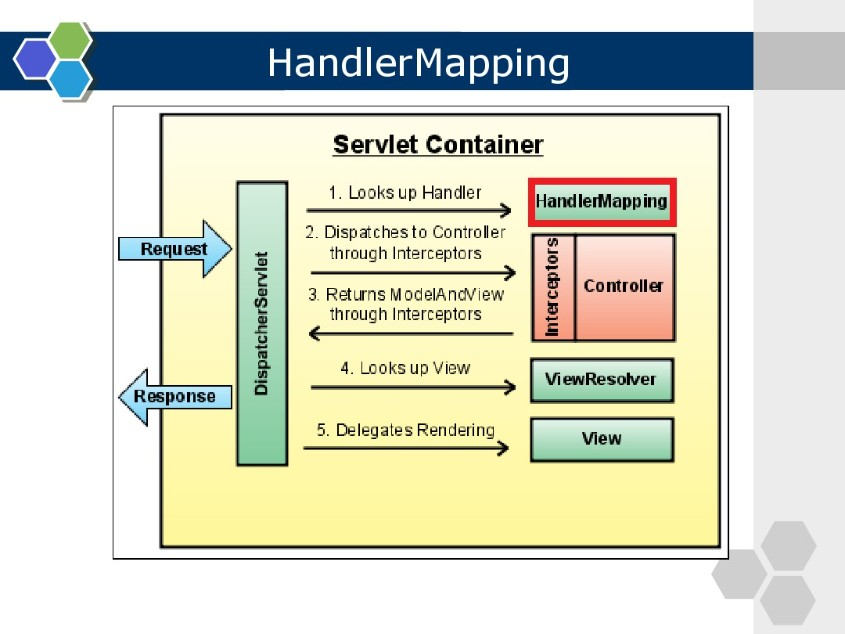 HandlerMapping
Servlet Container
1. Looks up Handler
HandlerMapping
2. Dispatches to Controller
through Interceptors
Request
DispatcherServlet
Interceptors
Controller
3. Returns ModelAndView
through Interceptors
4. Looks up View
ViewResolver
Response
5. Delegates Rendering
View